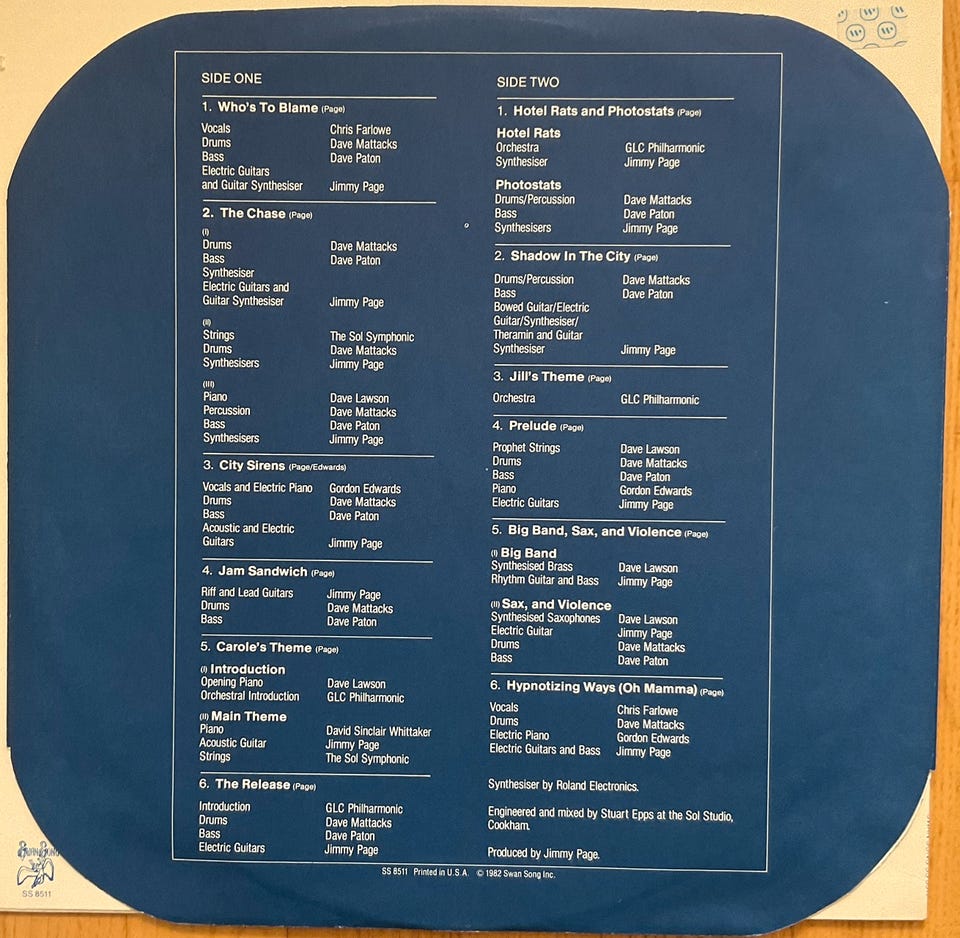 SIDE ONE
1. Who's To Blame (Page)
Vocals Chris Farlowe
Drums Dave Mattacks
Bass Dave Paton
Electric Guitars
and Guitar Synthesiser Jimmy Page
2. The Chase (Page)
(I)
Drums Dave Mattacks
Bass Dave Paton
Synthesiser
Electric Guitars and
Guitar Synthesiser Jimmy Page
(II)
Strings The Sol Symphonic
Drums Dave Mattacks
Synthesisers Jimmy Page
(III)
Piano Dave Lawson
Percussion Dave Mattacks
Bass Dave Paton
Synthesisers Jimmy Page
3. City Sirens (Page/Edwards)
Vocals and Electric Piano Gordon Edwards
Drums Dave Mattacks
Bass Dave Paton
Acoustic and Electric
Guitars Jimmy Page
4. Jam Sandwich (Page)
Riff and Lead Guitars Jimmy Page
Drums Dave Mattacks
Bass Dave Paton
5. Carole's Theme (Page)
(I) Introduction
Opening Piano Dave Lawson
Orchestral Introduction GLC Philharmonic
(II) Main Theme
Piano David Sinclair Whittaker
Acoustic Guitar Jimmy Page
Strings The Sol Symphonic
6. The Release (Page)
Introduction GLC Philharmonic
Drums Dave Mattacks
Bass Dave Paton
Electric Guitars Jimmy Page
SIDE TWO
1. Hotel Rats and Photostats (Page)
Hotel Rats
Orchestra GLC Philharmonic
Synthesiser Jimmy Page
Photostats
Drums/Percussion Dave Mattacks
Bass Dave Paton
Synthesisers Jimmy Page
2. Shadow In The City (Page)
Drums/Percussion Dave Mattacks
Bass Dave Paton
Bowed Guitar/Electric
Guitar/Synthesiser/
Theramin and Guitar
Synthesiser Jimmy Page
3. Jill's Theme (Page)
Orchestra GLC Philharmonic
4. Prelude (Page)
Prophet Strings Dave Lawson
Drums Dave Mattacks
Bass Dave Paton
Piano Gordon Edwards
Electric Guitars Jimmy Page
5. Big Band, Sax, and Violence (Page)
(I) Big Band
Synthesised Brass Dave Lawson
Rhythm Guitar and Bass Jimmy Page
(II) Sax, and Violence
Synthesised Saxophones Dave Lawson
Electric Guitar Jimmy Page
Drums Dave Mattacks
Bass Dave Paton
6. Hypnotizing Ways (Oh Mamma) (Page)
Vocals Chris Farlowe
Drums Dave Mattacks
Electric Piano Gordon Edwards
Electric Guitars and Bass Jimmy Page
Synthesiser by Roland Electronics.
Engineered and mixed by Stuart Epps at the Sol Studio,
Cookham.
Produced by Jimmy Page.
SS 8511 Printed in U.S.A. © 1982 Swan Song Inc.
SWAN SONG
SS 8511